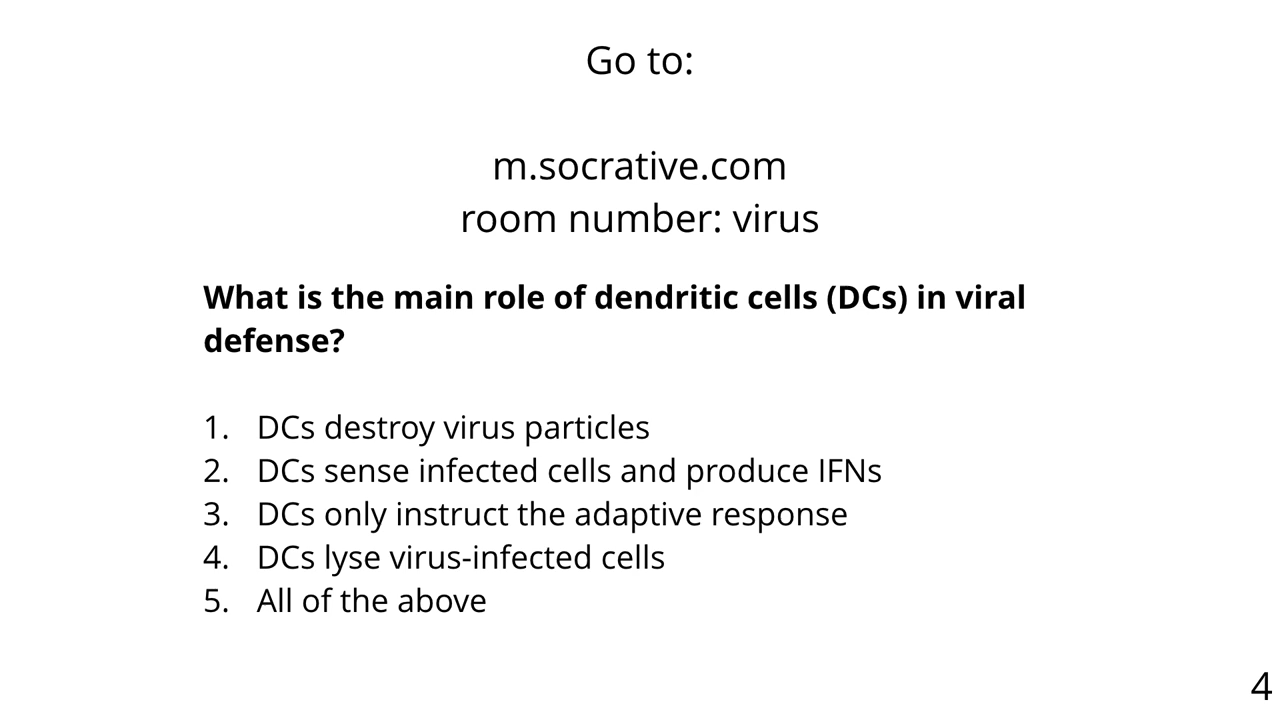 Go to:
m.socrative.com
room number: virus
What is the main role of dendritic cells (DCs) in viral
defense?
1. DCs destroy virus particles
2. DCs sense infected cells and produce IFNs
3. DCs only instruct the adaptive response
4. DCs lyse virus-infected cells
5. All of the above
4